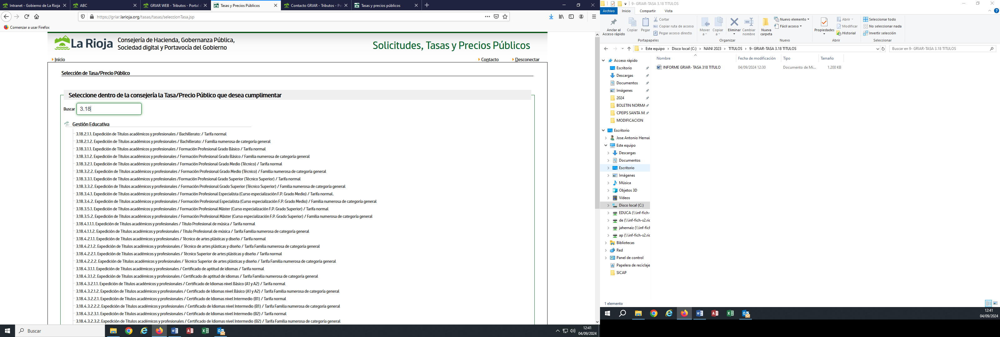 Intranet - Gobierno de La Rioja
ABC
GRIAR WEB - Tributos - Portal d
Tasas y Precios Públicos
Contacto GRIAR - Tributos - Po
Tasas y precios públicos
https://griar.larioja.org/tasas/tasas/seleccionTasa.jsp
Comenzar a usar Firefox
La Rioja
Consejería de Hacienda, Gobernanza Pública,
Sociedad digital y Portavocía del Gobierno
Solicitudes, Tasas y Precios Públicos
Inicio
Contacto
Desconectar
Selección de Tasa/Precio Público
Seleccione dentro de la consejería la Tasa/Precio Público que desea cumplimentar
Buscar 3.18
Gestión Educativa
3.18.2.1.1. Expedición de Títulos académicos y profesionales / Bachillerato: / Tarifa normal
3.18.2.1.2. Expedición de Títulos académicos y profesionales / Bachillerato: / Familia numerosa de categoría general
3.18.3.1.1. Expedición de Títulos académicos y profesionales / Formación Profesional Grado Básico / Tarifa normal
3.18.3.1.2. Expedición de Títulos académicos y profesionales / Formación Profesional Grado Básico / Familia numerosa de categoría general
3.18.3.2.1. Expedición de Títulos académicos y profesionales / Formación Profesional Grado Medio (Técnico) / Tarifa normal
3.18.3.2.2. Expedición de Títulos académicos y profesionales / Formación Profesional Grado Medio (Técnico) / Familia numerosa de categoría general
3.18.3.3.1. Expedición de Títulos académicos y profesionales /Formación Profesional Grado Superior (Técnico Superior) / Tarifa normal
3.18.3.3.2. Expedición de Títulos académicos y profesionales / Formación Profesional Grado Superior (Técnico Superior) / Familia numerosa de categoría general
3.18.3.4.1. Expedición de Títulos académicos y profesionales / Formación Profesional Especialista (Curso especialización F.P. Grado Medio) / Tarifa normal.
3.18.3.4.2. Expedición de Títulos académicos y profesionales / Formación Profesional Especialista (Curso especialización F.P. Grado Medio) / Familia numerosa de categoría general
3.18.3.5.1. Expedición de Títulos académicos y profesionales / Formación Profesional Máster (Curso especialización F.P. Grado Superior) / Tarifa normal
3.18.3.5.2. Expedición de Títulos académicos y profesionales / Formación Profesional Máster (Curso especialización F.P. Grado Superior) / Familia numerosa de categoría general
3.18.4.1.1.1. Expedición de Títulos académicos y profesionales / Título Profesional de música / Tarifa normal
3.18.4.1.1.2. Expedición de Títulos académicos y profesionales / Título Profesional de música / Tarifa Familia numerosa de categoría general
3.18.4.2.1.1. Expedición de Títulos académicos y profesionales / Técnico de artes plásticas y diseño / Tarifa normal
3.18.4.2.1.2. Expedición de Títulos académicos y profesionales / Técnico de artes plásticas y diseño / Tarifa Familia numerosa de categoría general
3.18.4.2.2.1. Expedición de Títulos académicos y profesionales / Técnico Superior de artes plásticas y diseño / Tarifa normal
3.18.4.2.2.2. Expedición de Títulos académicos y profesionales / Técnico Superior de artes plásticas y diseño / Tarifa Familia numerosa de categoría general
3.18.4.3.1.1. Expedición de Títulos académicos y profesionales / Certificado de aptitud de idiomas / Tarifa normal
3.18.4.3.1.2. Expedición de Títulos académicos y profesionales / Certificado de aptitud de idiomas / Tarifa Familia numerosa de categoría general
3.18.4.3.2.1.1. Expedición de Títulos académicos y profesionales / Certificado de Idiomas nivel Básico (A1 y A2) / Tarifa normal
3.18.4.3.2.1.2. Expedición de Títulos académicos y profesionales / Certificado de Idiomas nivel Básico (A1 y A2) / Tarifa Familia numerosa de categoría general
3.18.4.3.2.2.1. Expedición de Títulos académicos y profesionales / Certificado de Idiomas nivel Intermedio (B1) / Tarifa normal
3.18.4.3.2.2.2. Expedición de Títulos académicos y profesionales / Certificado de Idiomas nivel Intermedio (B1) / Tarifa Familia numerosa de categoría general
3.18.4.3.2.3.1. Expedición de Títulos académicos y profesionales / Certificado de Idiomas nivel Intermedio (B2) / Tarifa normal
3.18.4.3.2.3.2. Expedición de Títulos académicos y profesionales / Certificado de Idiomas nivel Intermedio (B2) / Tarifa Familia numerosa de categoría general
Buscar
12:41
04/09/2024
9- GRIAR-TASA 3.18 TITULOS
Archivo Inicio Compartir Vista
Anclar al
Acceso rápido
Copiar
Pegar
Cortar
Copiar ruta de acceso
Pegar acceso directo
Portapapeles
Mover
a
Copiar
a
Eliminar
Cambiar
nombre
Organizar
Nueva
carpeta
Nuevo elemento
Fácil acceso
Nuevo
Propiedades
Abrir
Modificar
Historial
Abrir
Seleccionar todo
No seleccionar nada
Invertir selección
Seleccionar
Este equipo > Disco local (C:) > NANI 2023 > TITULOS > 9- GRIAR-TASA 3.18 TITULOS
Buscar en 9- GRIAR-TASA 3.18 TITULOS
Nombre Fecha de modificación Tipo Tamaño
INFORME GRIAR- TASA 318 TITULO 04/09/2024 12:30 Documento de Mi... 1.200 KB
Acceso rápido
Escritorio
Descargas
Documentos
Imágenes
2024
BOLETIN NORMA
CPEIPS SANTA M
MODIFICACION
Escritorio
Jose Antonio Hernaiz
Este equipo
Descargas
Documentos
Escritorio
Imágenes
Música
Objetos 3D
Vídeos
Disco local (C:)
EDUCA (\\inf-fich-
de (\\inf-fich-s2.ric
jahernaiz (\\inf-fich
ap (\\inf-fich-s2.ric
Bibliotecas
Red
Panel de control
Papelera de reciclaje
SICAP
1 elemento
12:41
04/09/2024